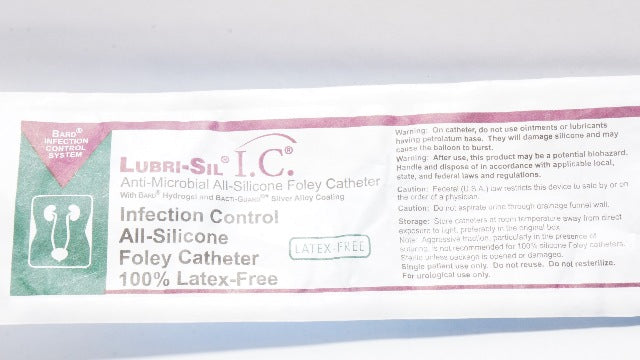 BARD®
INFECTION
CONTROL
SYSTEM
LUBRI-SIL® I.C.®
Anti-Microbial All-Silicone Foley Catheter
With BARD® Hydrogel and BACTI-GUARD®* Silver Alloy Coating
Infection Control
All-Silicone
Foley Catheter
100% Latex-Free
LATEX-FREE
Warning: On catheter, do not use ointments or lubricants
having petrolatum base. They will damage silicone and may
cause the balloon to burst.
Warning: After use, this product may be a potential biohazard.
Handle and dispose of in accordance with applicable local,
state, and federal laws and regulations.
Caution: Federal (U.S.A.) law restricts this device to sale by or on
the order of a physician.
Caution: Do not aspirate urine through drainage funnel wall.
Storage: Store catheters at room temperature away from direct
exposure to light, preferably in the original box.
Note: Aggressive traction, particularly in the presence of
suturing, is not recommended for 100% silicone Foley catheters.
Sterile unless package is opened or damaged.
Single patient use only. Do not reuse. Do not resterilize.
For urological use only.